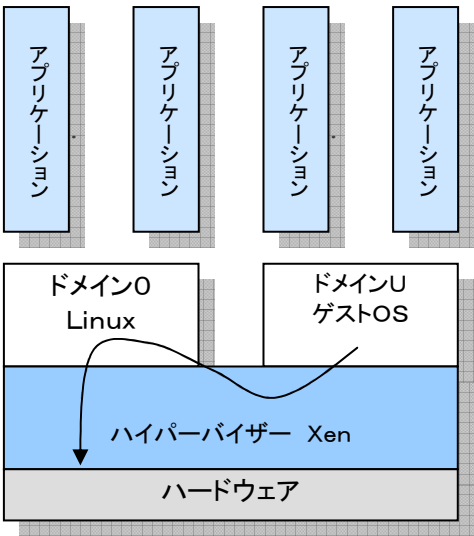 アプリケーション
アプリケーション
アプリケーション
アプリケーション
ドメイン0
Linux
ドメインU
ゲストOS
ハイパーバイザー Xen
ハードウェア